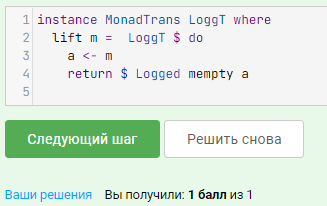 1 instance MonadTrans LoggT where
2   lift m =  LoggT $ do
3     a <- m
4     return $ Logged mempty a
5
Следующий шаг Решить снова
Ваши решения Вы получили: 1 балл из 1